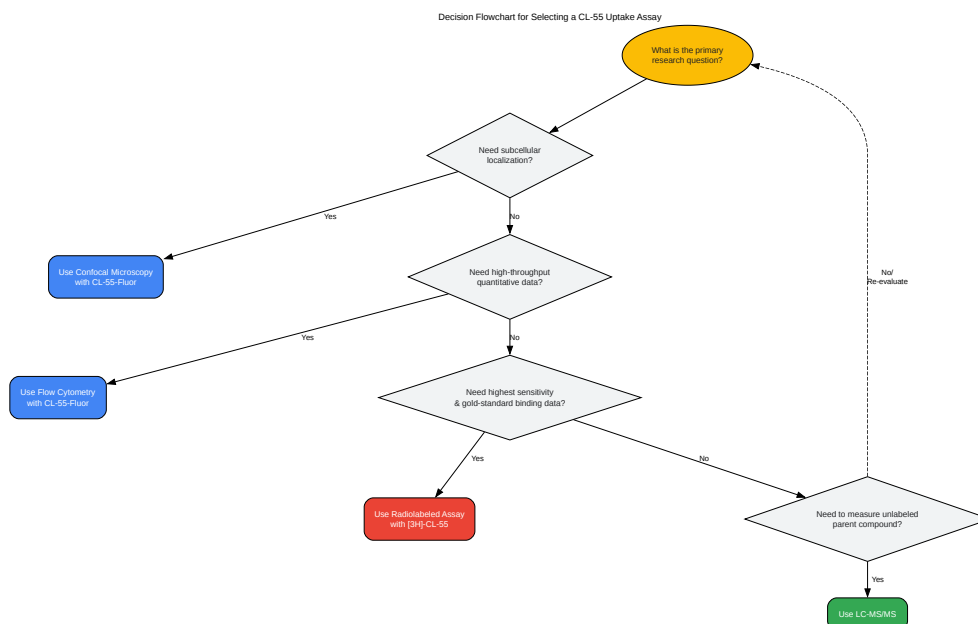 Decision Flowchart for Selecting a CL-55 Uptake Assay
What is the primary
research question?
Need subcellular
localization?
Yes
No
Use Confocal Microscopy
with CL-55-Fluor
Need high-throughput
quantitative data?
No/
Re-evaluate
Yes
No
Use Flow Cytometry
with CL-55-Fluor
Need highest sensitivity
& gold-standard binding data?
Yes
No
Use Radiolabeled Assay
with [3H]-CL-55
Need to measure unlabeled
parent compound?
Yes
Use LC-MS/MS